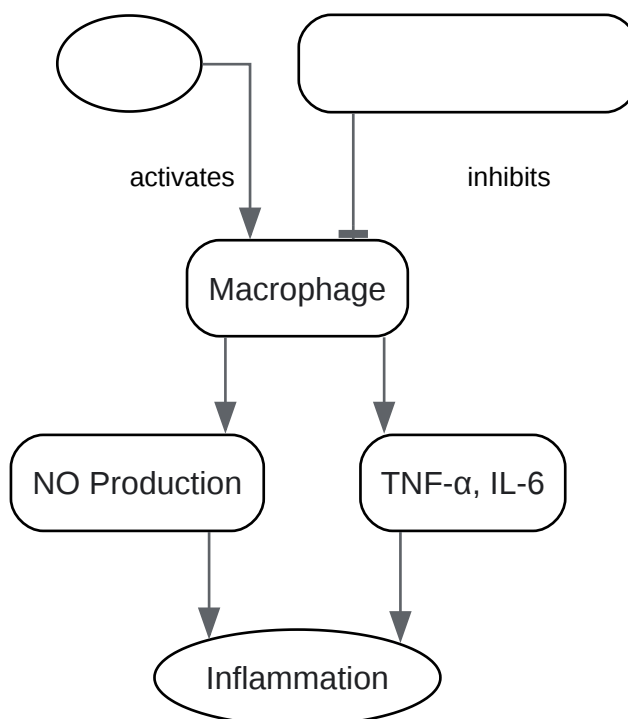 activates
inhibits
Macrophage
NO Production
TNF-α, IL-6
Inflammation